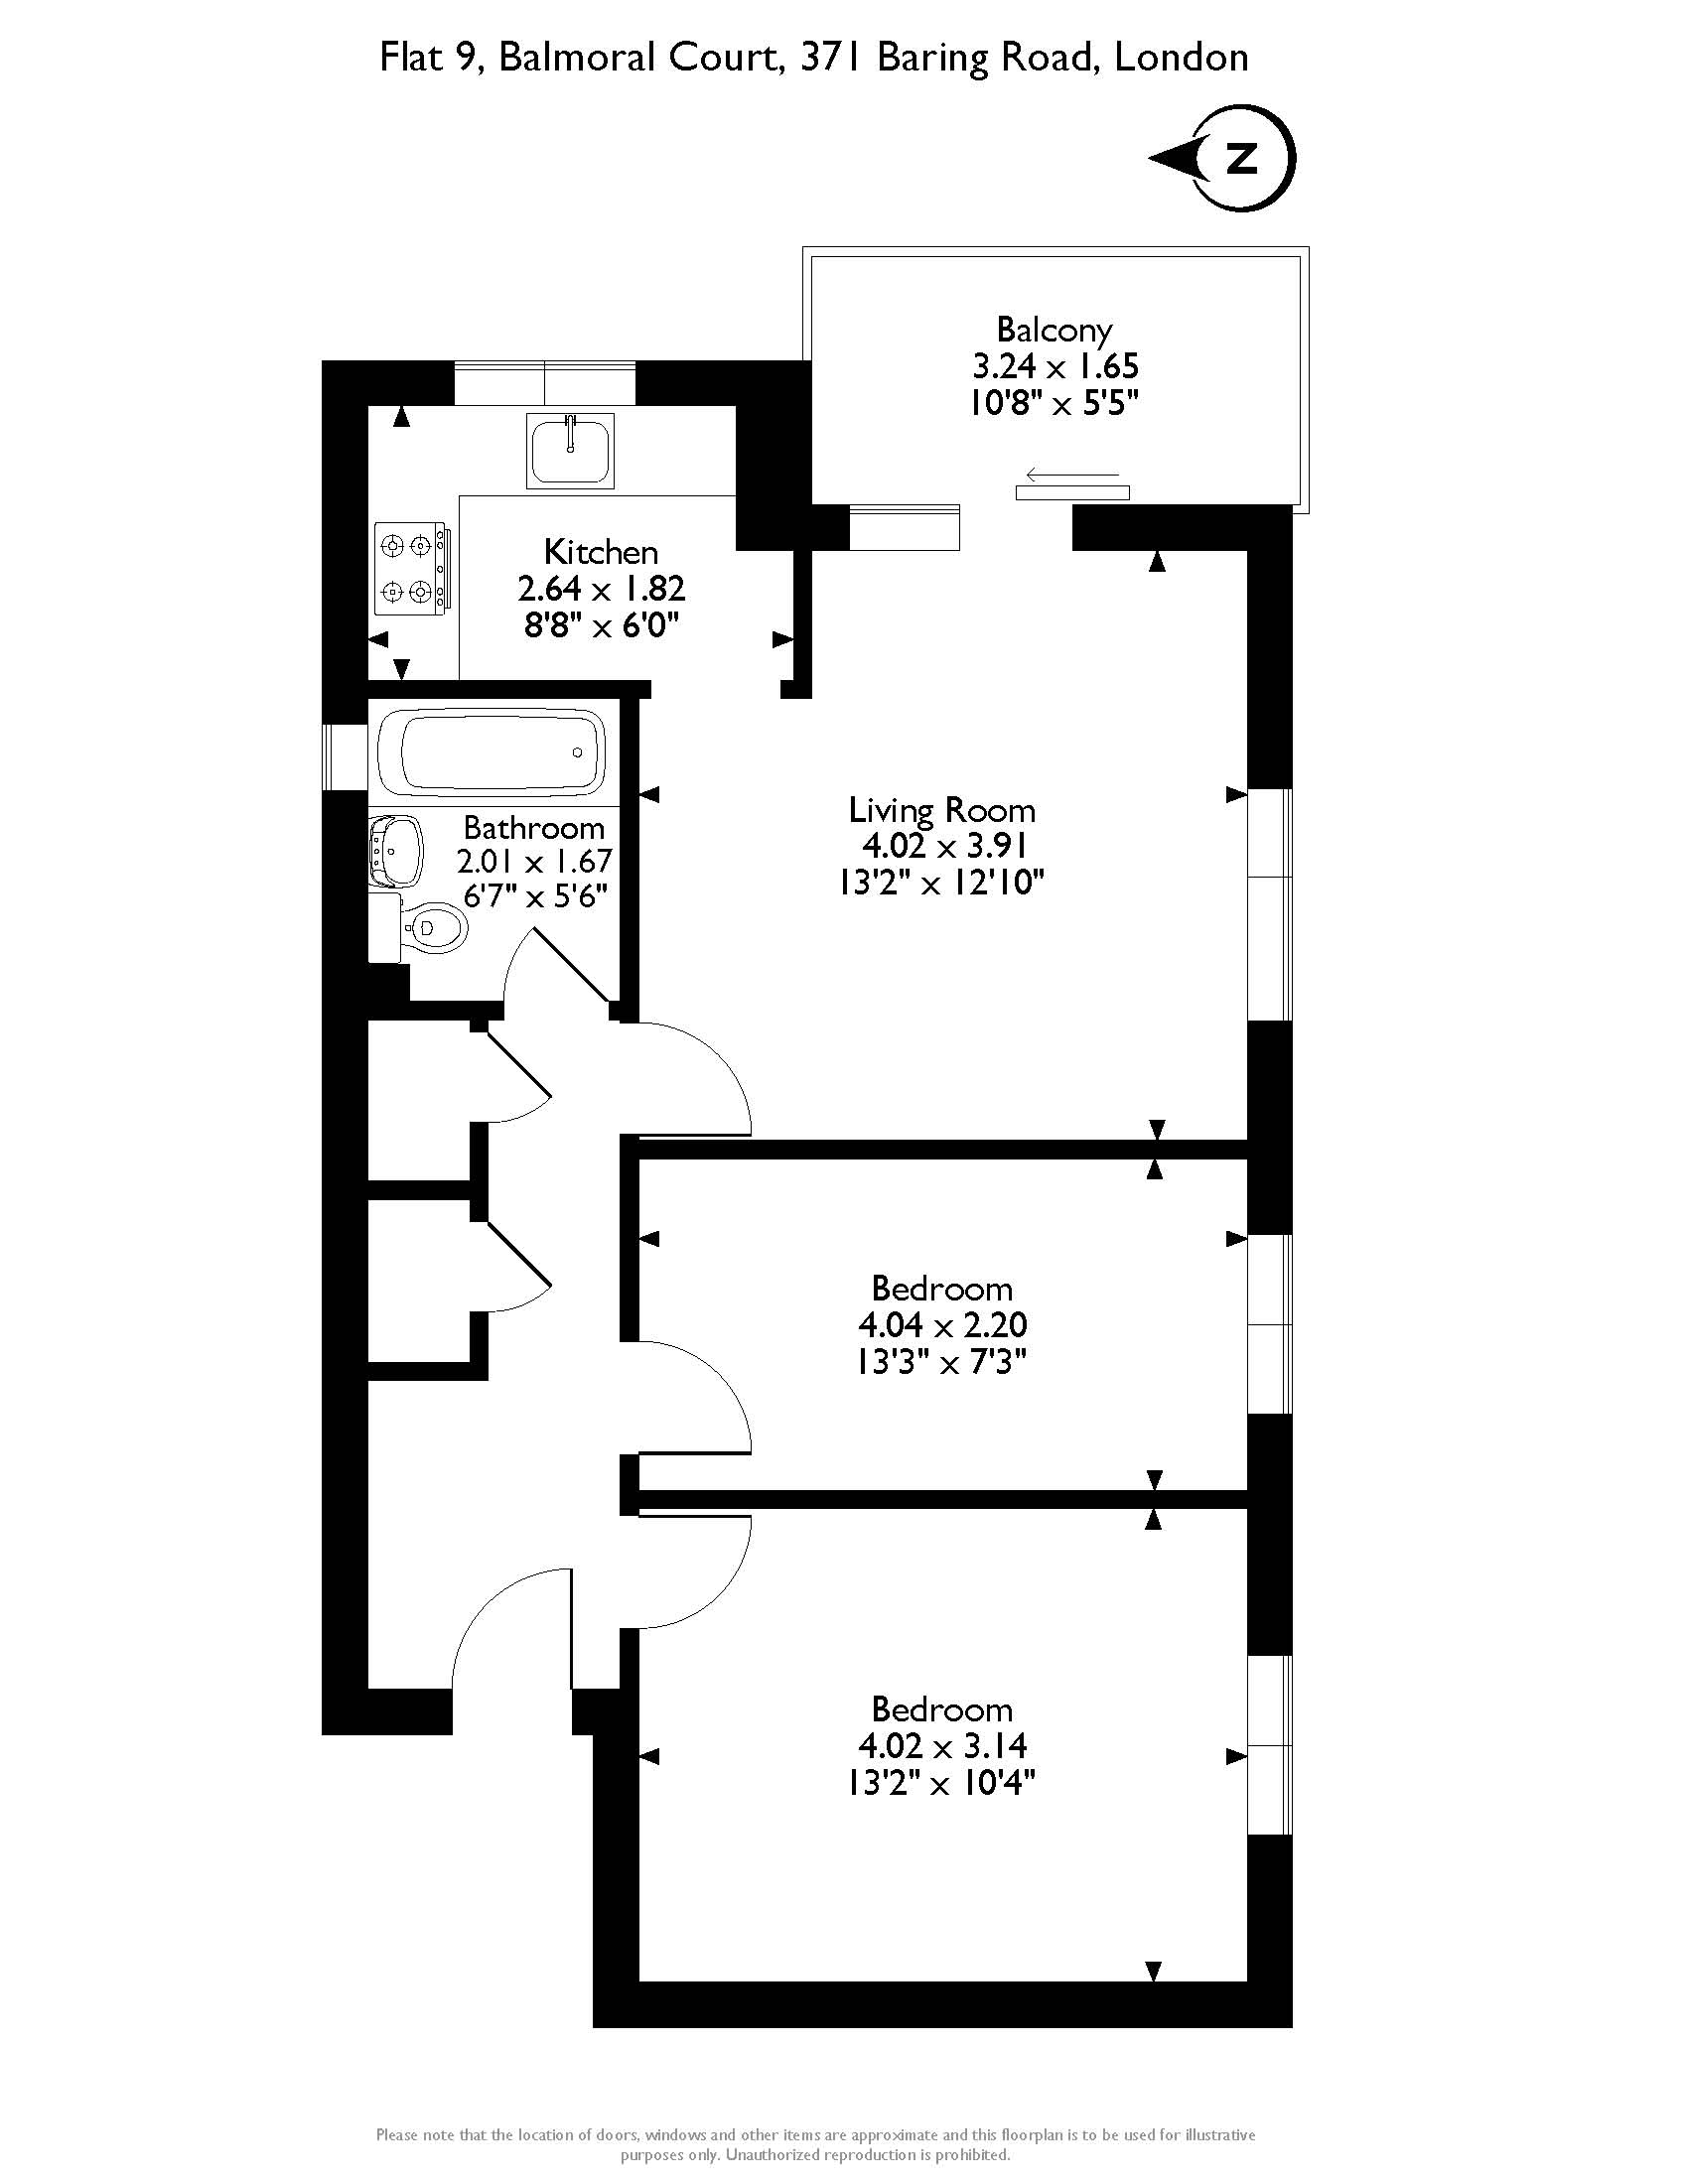 Flat 9, Balmoral Court, 371 Baring Road, London
N
Balcony
3.24 x 1.65
10'8" x 5'5"
Kitchen
2.64 x 1.82
8'8" x 6'0"
Living Room
4.02 x 3.91
13'2" x 12'10"
Bathroom
2.01 x 1.67
6'7" x 5'6"
Bedroom
4.04 x 2.20
13'3" x 7'3"
Bedroom
4.02 x 3.14
13'2" x 10'4"
Please note that the location of doors, windows and other items are approximate and this floorplan is to be used for illustrative
purposes only. Unauthorized reproduction is prohibited.